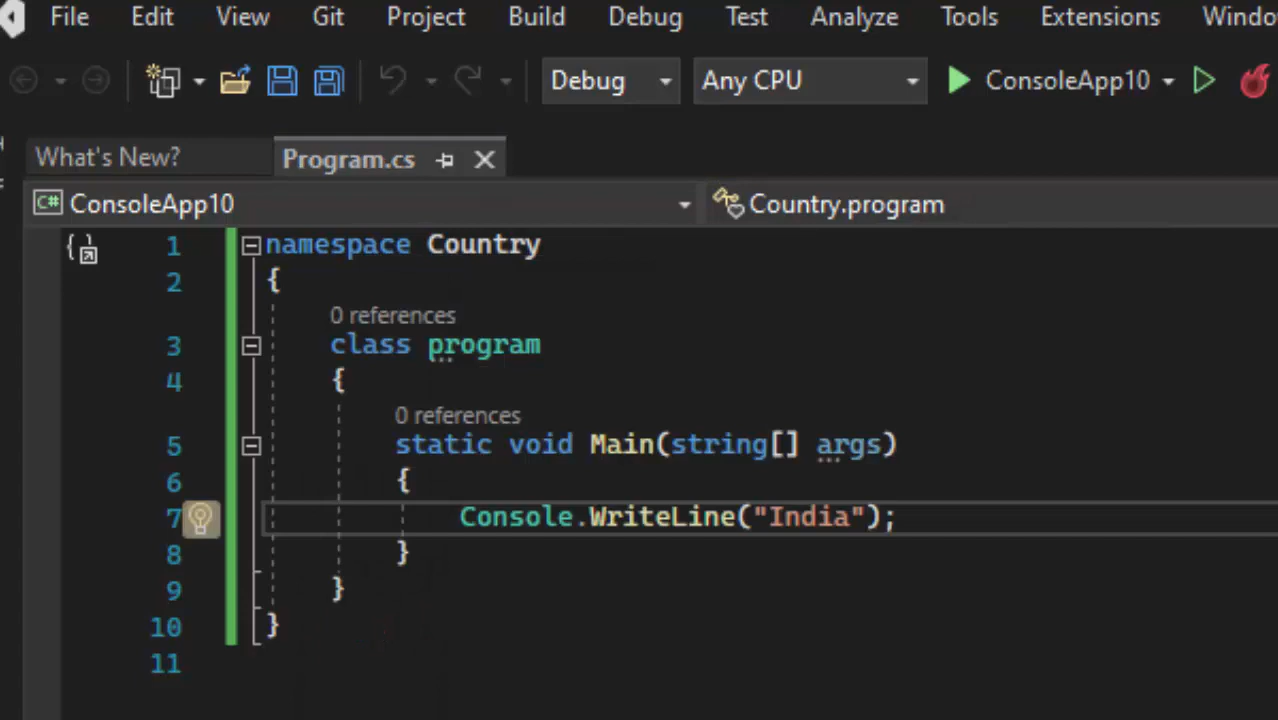 File Edit View Git Project Build Debug Test Analyze Tools Extensions Windo
Debug Any CPU ConsoleApp10
What's New? Program.cs
C# ConsoleApp10 Country.program
1 namespace Country
2 {
0 references
3 class program
4 {
0 references
5 static void Main(string[] args)
6 {
7 Console.WriteLine("India");
8 }
9 }
10 }
11